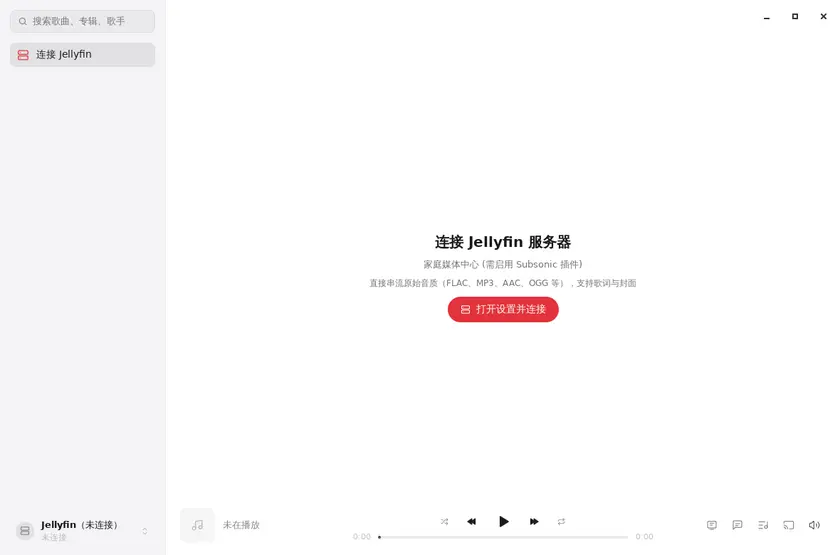 搜索歌曲、专辑、歌手
连接 Jellyfin
连接 Jellyfin 服务器
家庭媒体中心 (需启用 Subsonic 插件)
直接串流原始音质（FLAC、MP3、AAC、OGG 等），支持歌词与封面
打开设置并连接
Jellyfin（未连接）
未连接
未在播放
0:00
0:00